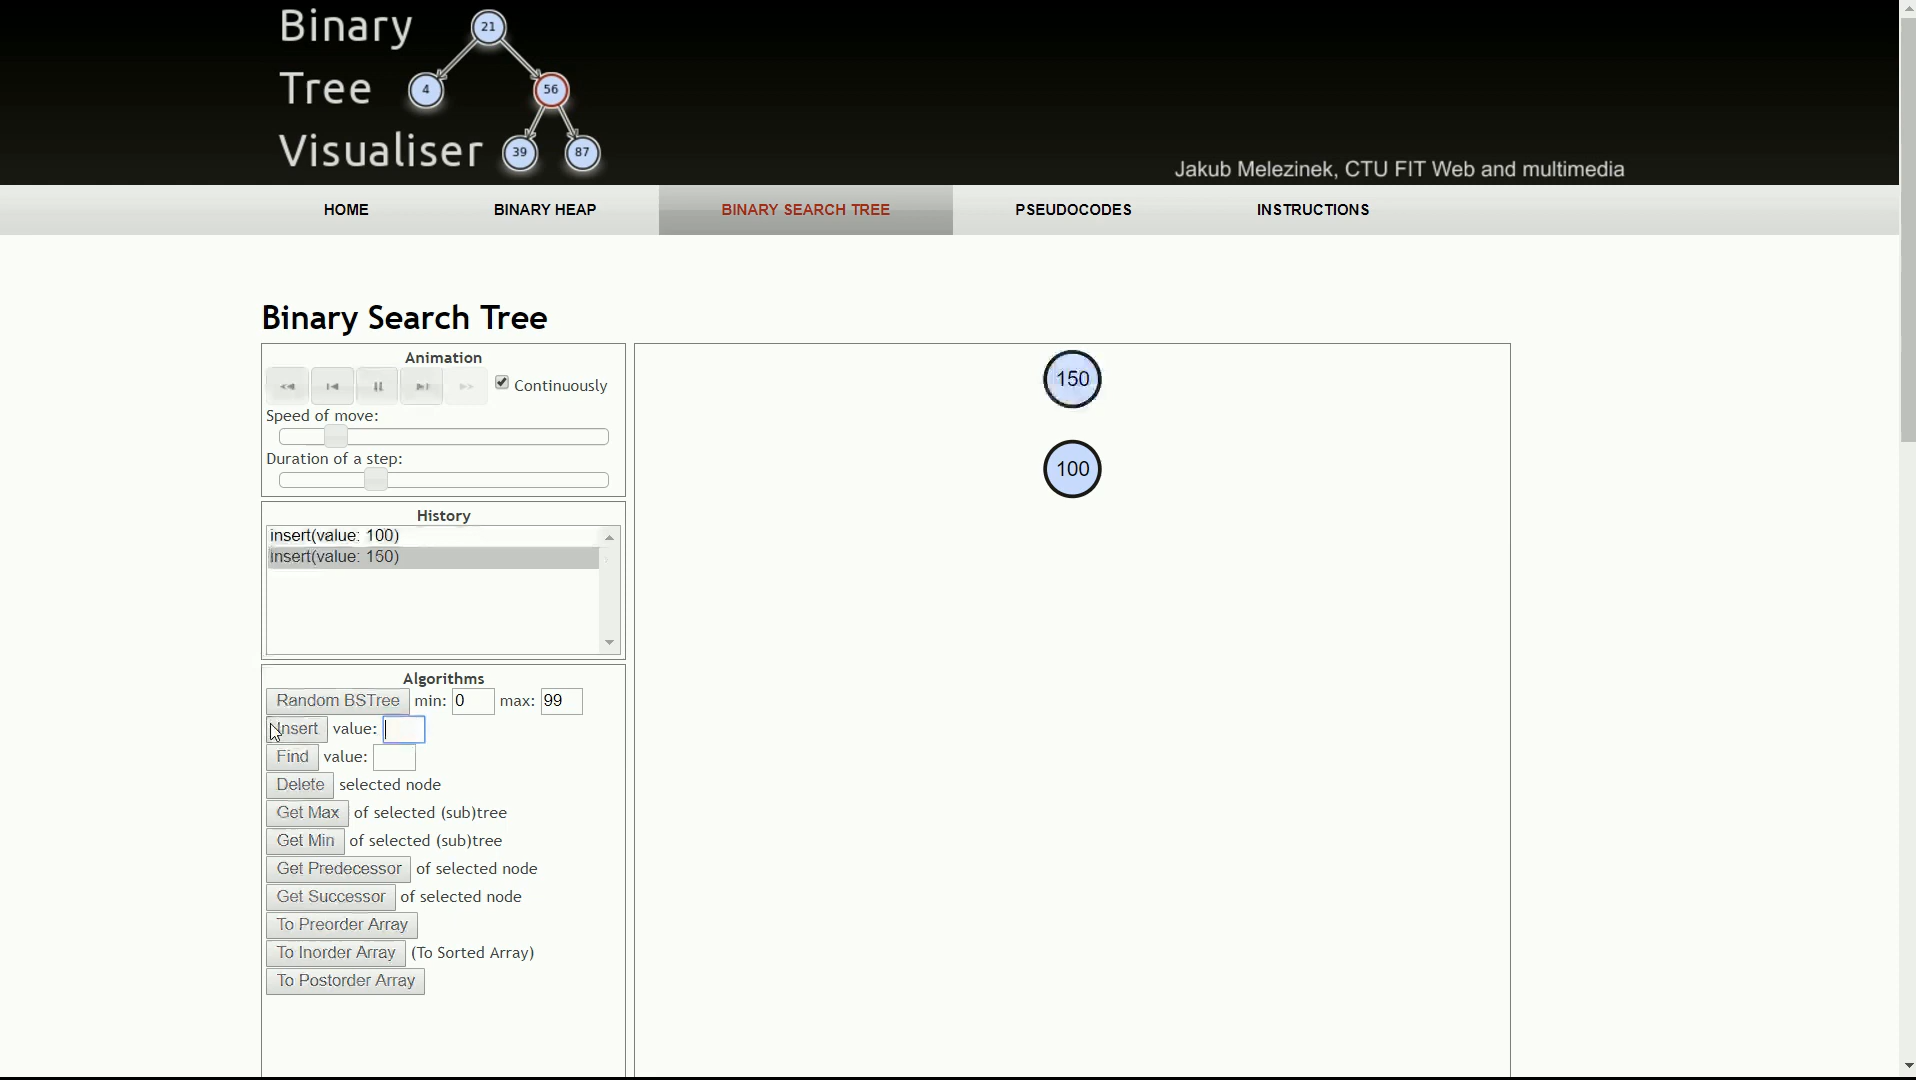 Binary
Tree
Visualiser
21
4
56
39
87
Jakub Melezinek, CTU FIT Web and multimedia
HOME
BINARY HEAP
BINARY SEARCH TREE
PSEUDOCODES
INSTRUCTIONS
Binary Search Tree
Animation
Continuously
Speed of move:
Duration of a step:
History
insert(value: 100)
insert(value: 150)
Algorithms
Random BSTree min: 0 max: 99
Insert value:
Find value:
Delete selected node
Get Max of selected (sub)tree
Get Min of selected (sub)tree
Get Predecessor of selected node
Get Successor of selected node
To Preorder Array
To Inorder Array (To Sorted Array)
To Postorder Array
150
100